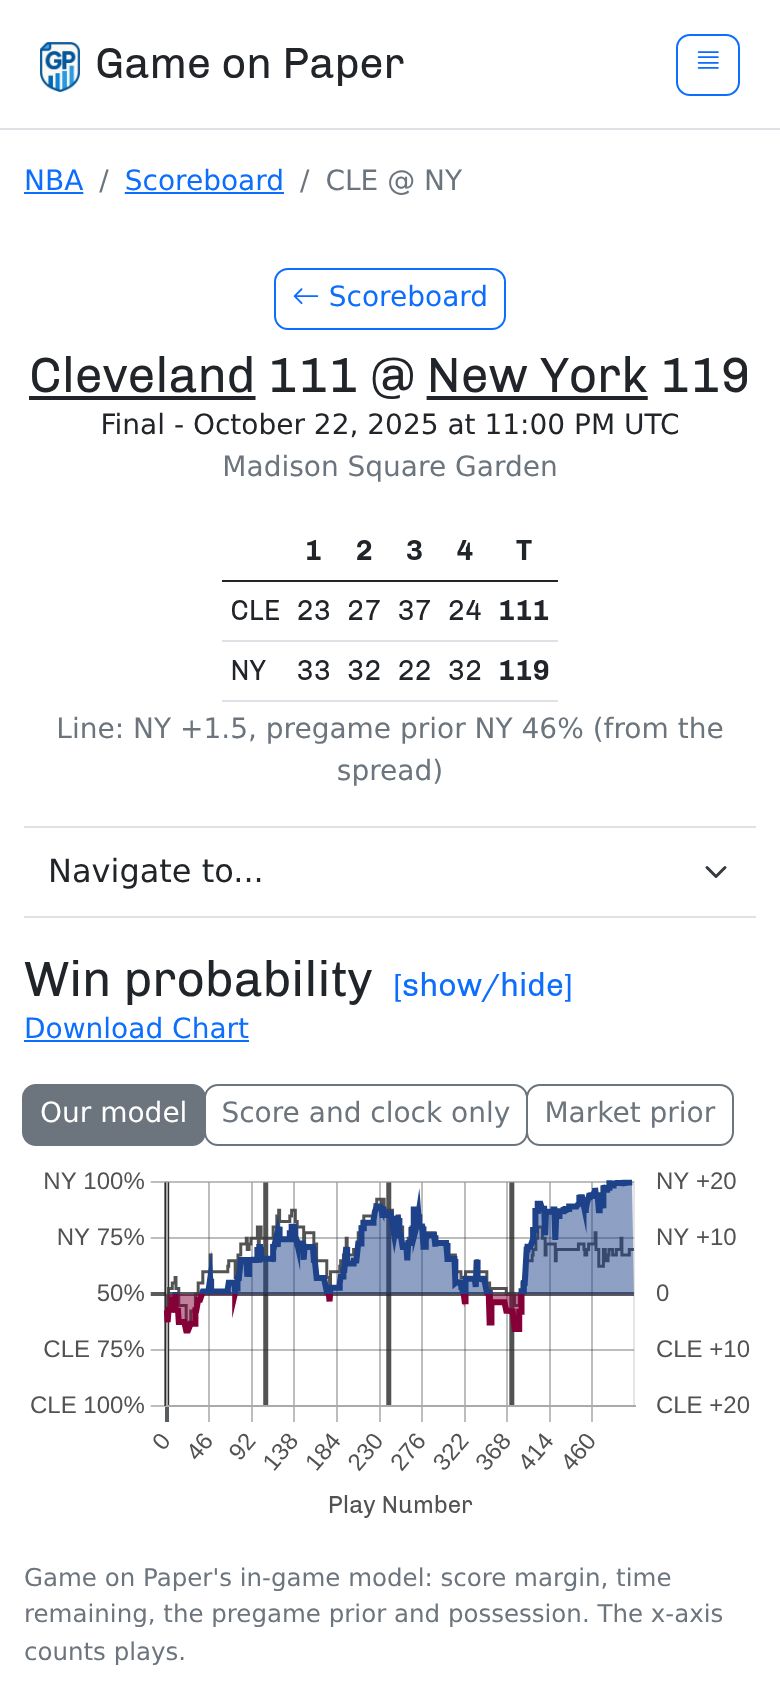 GP Game on Paper
NBA / Scoreboard / CLE @ NY
← Scoreboard
Cleveland 111 @ New York 119
Final - October 22, 2025 at 11:00 PM UTC
Madison Square Garden
1 2 3 4 T
CLE 23 27 37 24 111
NY 33 32 22 32 119
Line: NY +1.5, pregame prior NY 46% (from the
spread)
Navigate to...
Win probability [show/hide]
Download Chart
Our model Score and clock only Market prior
NY 100% NY +20
NY 75% NY +10
50% 0
CLE 75% CLE +10
CLE 100% CLE +20
0 46 92 138 184 230 276 322 368 414 460
Play Number
Game on Paper's in-game model: score margin, time
remaining, the pregame prior and possession. The x-axis
counts plays.